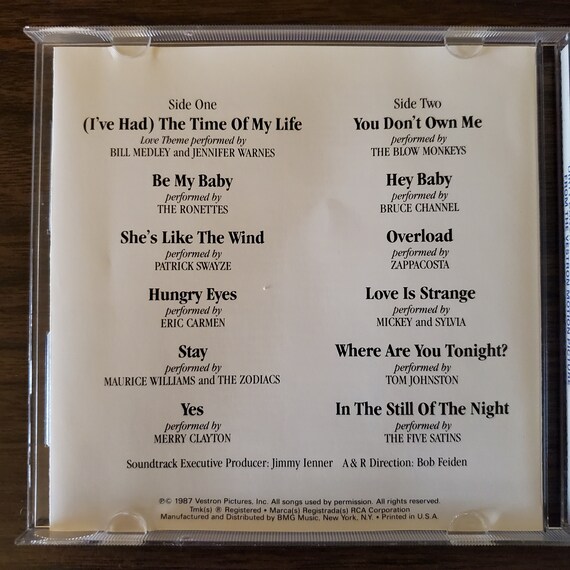 Side One
(I've Had) The Time Of My Life
Love Theme performed by
BILL MEDLEY and JENNIFER WARNES
Be My Baby
performed by
THE RONETTES
She's Like The Wind
performed by
PATRICK SWAYZE
Hungry Eyes
performed by
ERIC CARMEN
Stay
performed by
MAURICE WILLIAMS and THE ZODIACS
Yes
performed by
MERRY CLAYTON
Side Two
You Don't Own Me
performed by
THE BLOW MONKEYS
Hey Baby
performed by
BRUCE CHANNEL
Overload
performed by
ZAPPACOSTA
Love Is Strange
performed by
MICKEY and SYLVIA
Where Are You Tonight?
performed by
TOM JOHNSTON
In The Still Of The Night
performed by
THE FIVE SATINS
Soundtrack Executive Producer: Jimmy Ienner A & R Direction: Bob Feiden
℗© 1987 Vestron Pictures, Inc. All songs used by permission. All rights reserved.
Tmk(s) ® Registered • Marca(s) Registrada(s) RCA Corporation
Manufactured and Distributed by BMG Music, New York, N.Y. • Printed in U.S.A.
FROM THE VESTRON MOTION PICTURE